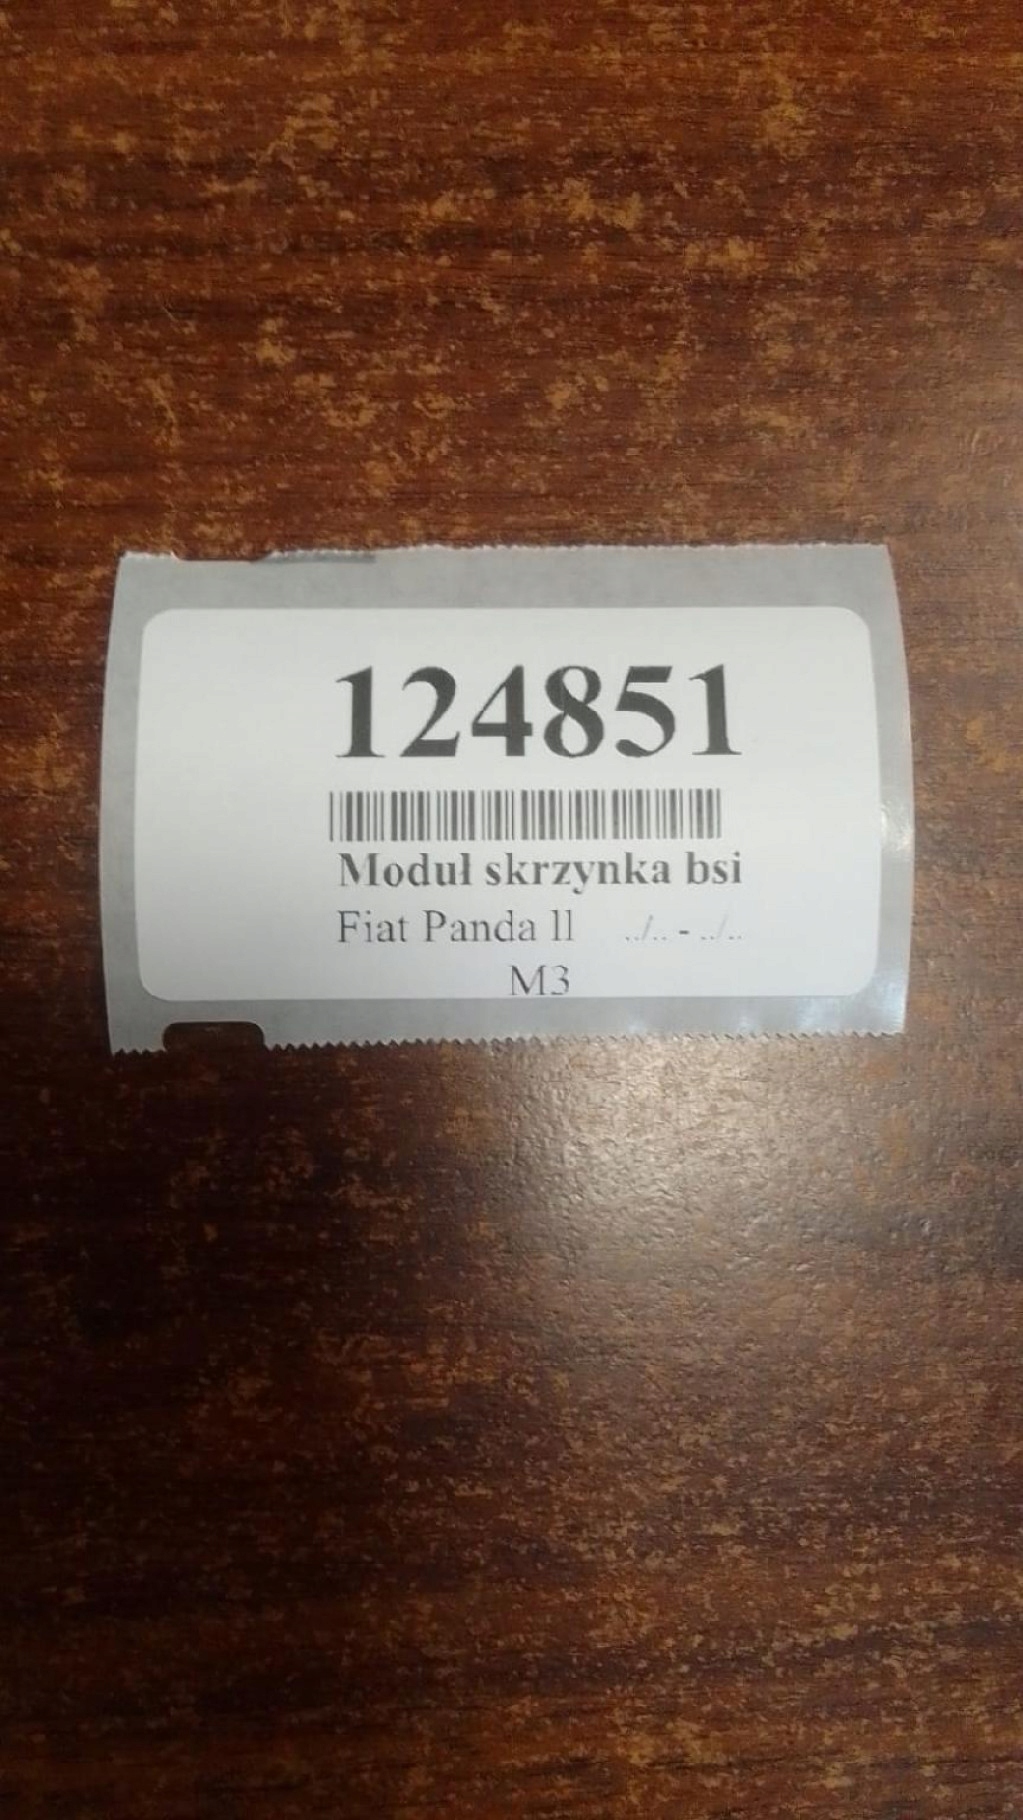 124851
Moduł skrzynka bsi
Fiat Panda ll ../.. - ../..
M3